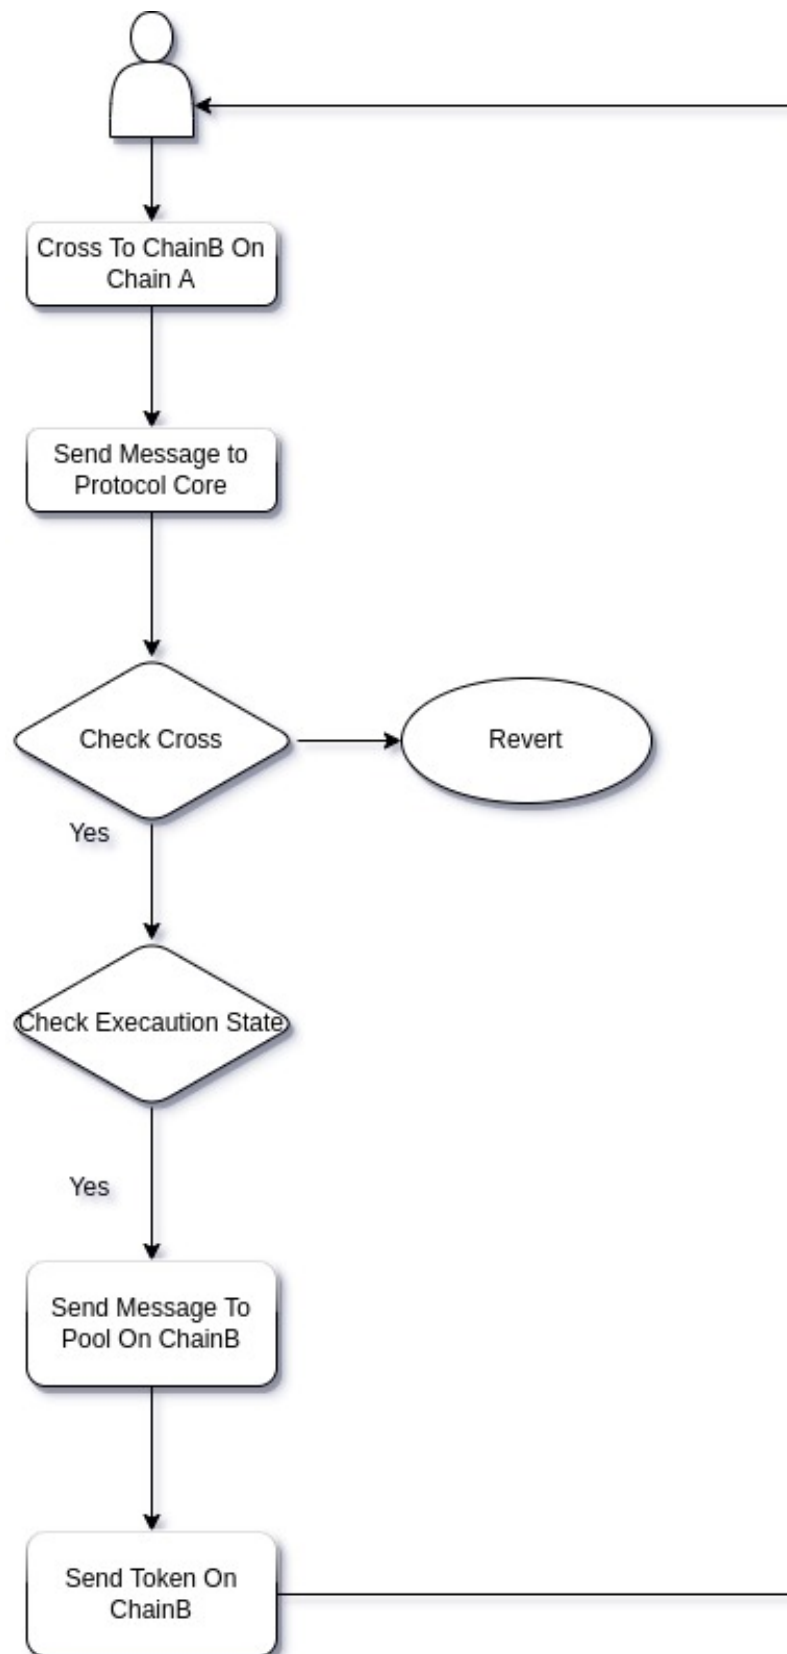 Cross To ChainB On
Chain A
Send Message to
Protocol Core
Check Cross
Revert
Yes
Check Execaution State
Yes
Send Message To
Pool On ChainB
Send Token On
ChainB